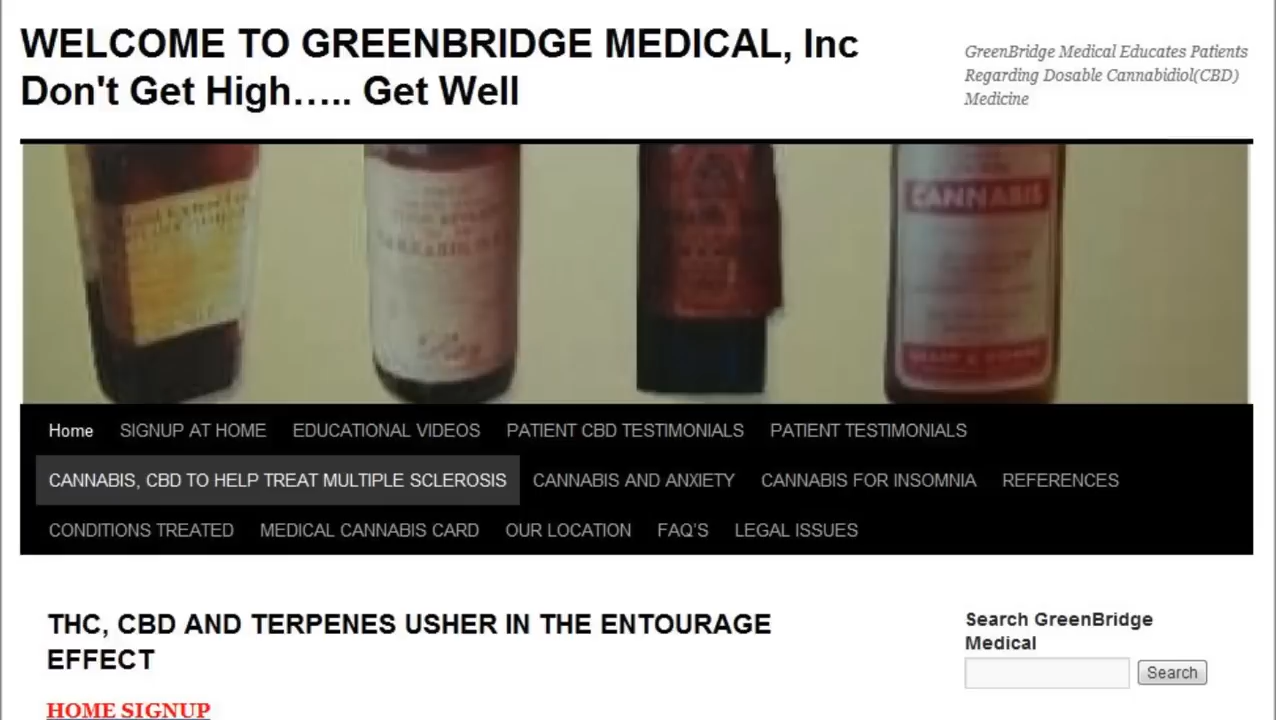 WELCOME TO GREENBRIDGE MEDICAL, Inc
Don't Get High..... Get Well
GreenBridge Medical Educates Patients
Regarding Dosable Cannabidiol(CBD)
Medicine
CANNABIS
Home SIGNUP AT HOME EDUCATIONAL VIDEOS PATIENT CBD TESTIMONIALS PATIENT TESTIMONIALS
CANNABIS, CBD TO HELP TREAT MULTIPLE SCLEROSIS CANNABIS AND ANXIETY CANNABIS FOR INSOMNIA REFERENCES
CONDITIONS TREATED MEDICAL CANNABIS CARD OUR LOCATION FAQ'S LEGAL ISSUES
THC, CBD AND TERPENES USHER IN THE ENTOURAGE
EFFECT
HOME SIGNUP
Search GreenBridge
Medical
Search